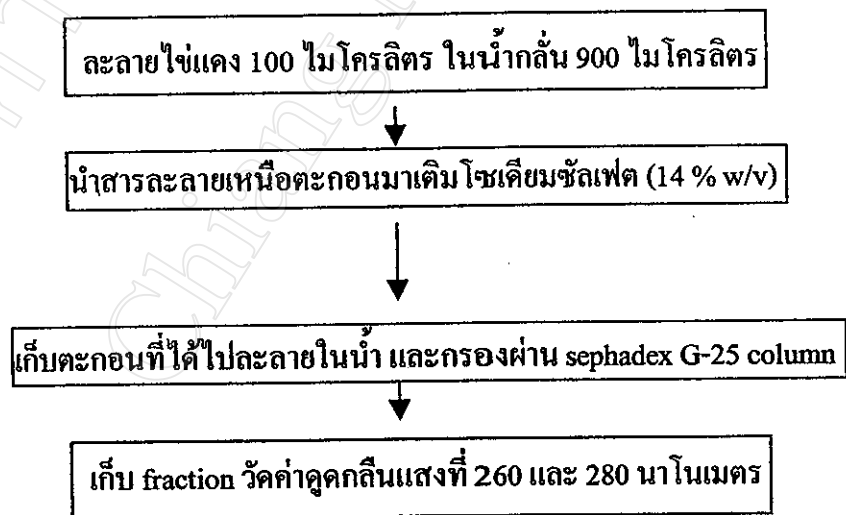 ละลายไข่แดง 100 ไมโครลิตร ในน้ำกลั่น 900 ไมโครลิตร
นำสารละลายเหนือตะกอนมาเติมโซเดียมซัลเฟต (14 % w/v)
เก็บตะกอนที่ได้ไปละลายในน้ำ และกรองผ่าน sephadex G-25 column
เก็บ fraction วัดค่าดูดกลืนแสงที่ 260 และ 280 นาโนเมตร
Chiang